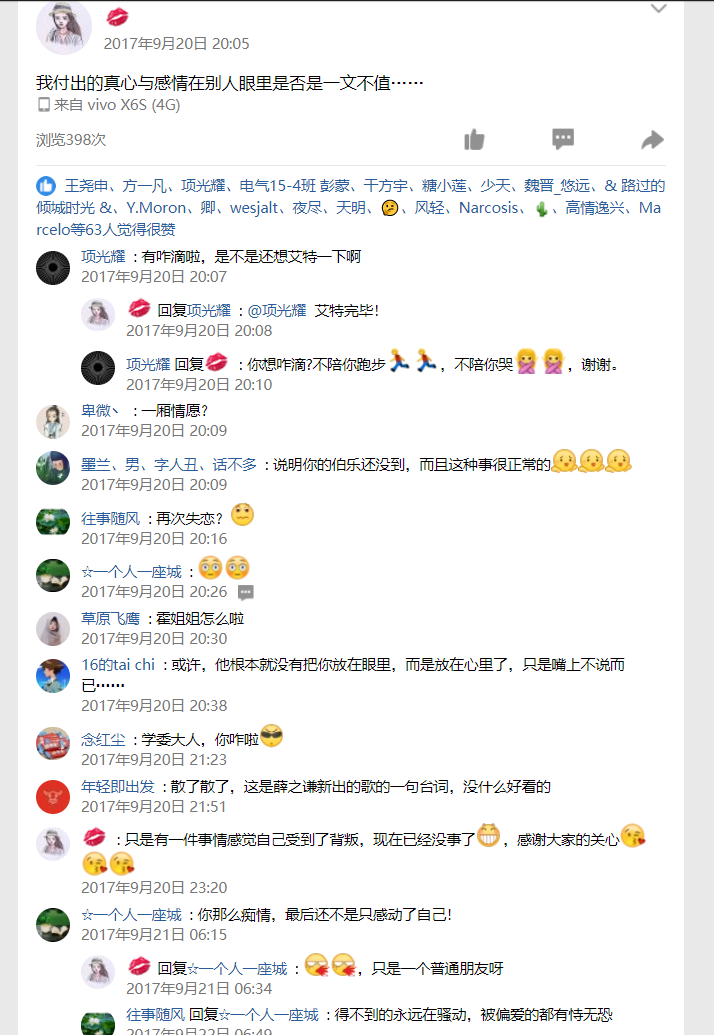 2017年9月20日 20:05
我付出的真心与感情在别人眼里是否是一文不值……
来自 vivo X6S (4G)
浏览398次
王尧申、方一凡、项光耀、电气15-4班 彭蒙、干方宇、糖小莲、少天、魏晋_悠远、& 路过的
倾城时光 &、Y.Moron、卿、wesjalt、夜尽、天明、、风轻、Narcosis、、高情逸兴、Ma
rcelo等63人觉得很赞
项光耀 ：有咋滴啦，是不是还想艾特一下啊
2017年9月20日 20:07
回复项光耀 ：@项光耀 艾特完毕！
2017年9月20日 20:08
项光耀 回复 ：你想咋滴?不陪你跑步，不陪你哭，谢谢。
2017年9月20日 20:10
卑微丶 ：一厢情愿？
2017年9月20日 20:09
墨兰、男、字人丑、话不多 ：说明你的伯乐还没到，而且这种事很正常的
2017年9月20日 20:09
往事随风 ：再次失恋？
2017年9月20日 20:16
☆一个人一座城 ：
2017年9月20日 20:26
草原飞鹰 ：霍姐姐怎么啦
2017年9月20日 20:30
16的tai chi ：或许，他根本就没有把你放在眼里，而是放在心里了，只是嘴上不说而
已……
2017年9月20日 20:38
念红尘 ：学委大人，你咋啦
2017年9月20日 21:23
年轻即出发 ：散了散了，这是薛之谦新出的歌的一句台词，没什么好看的
2017年9月20日 21:51
：只是有一件事情感觉自己受到了背叛，现在已经没事了，感谢大家的关心
2017年9月20日 23:20
☆一个人一座城 ：你那么痴情，最后还不是只感动了自己！
2017年9月21日 06:15
回复☆一个人一座城 ：，只是一个普通朋友呀
2017年9月21日 06:34
往事随风 回复☆一个人一座城 ：得不到的永远在骚动，被偏爱的都有恃无恐
2017年9月22日 06:49